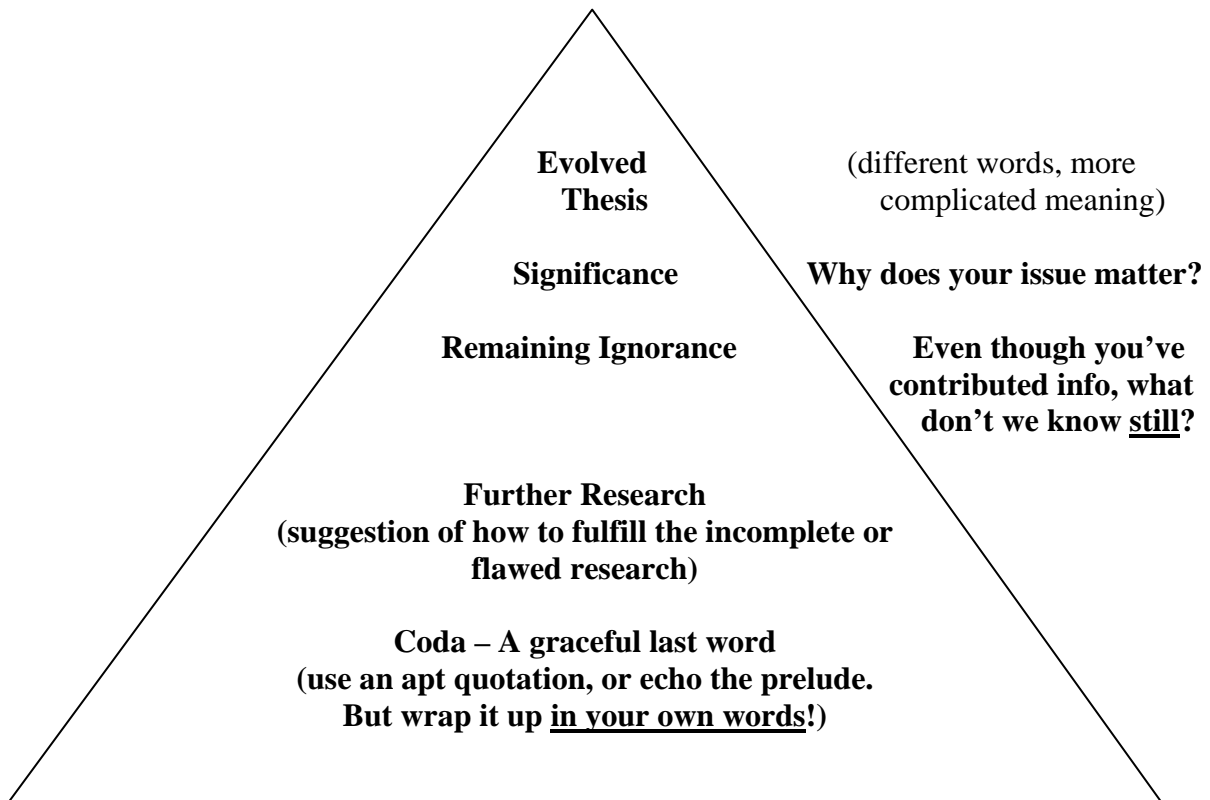 Evolved (different words, more
Thesis complicated meaning)
Significance Why does your issue matter?
Remaining Ignorance Even though you’ve
contributed info, what
don’t we know still?
Further Research
(suggestion of how to fulfill the incomplete or
flawed research)
Coda – A graceful last word
(use an apt quotation, or echo the prelude.
But wrap it up in your own words!)